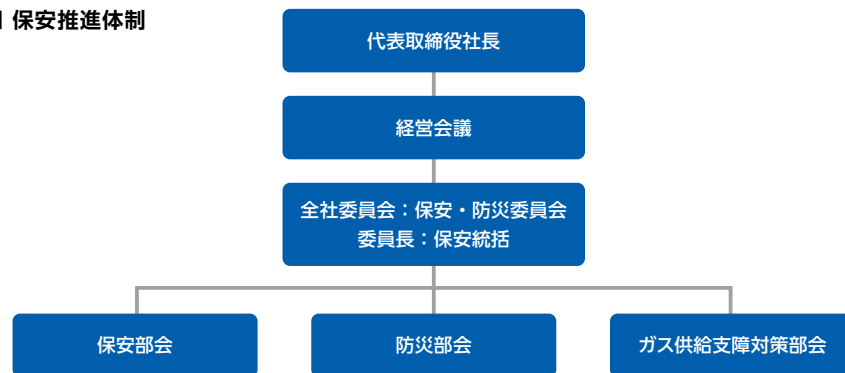 保安推進体制
代表取締役社長
経営会議
全社委員会：保安・防災委員会
委員長：保安統括
保安部会
防災部会
ガス供給支障対策部会